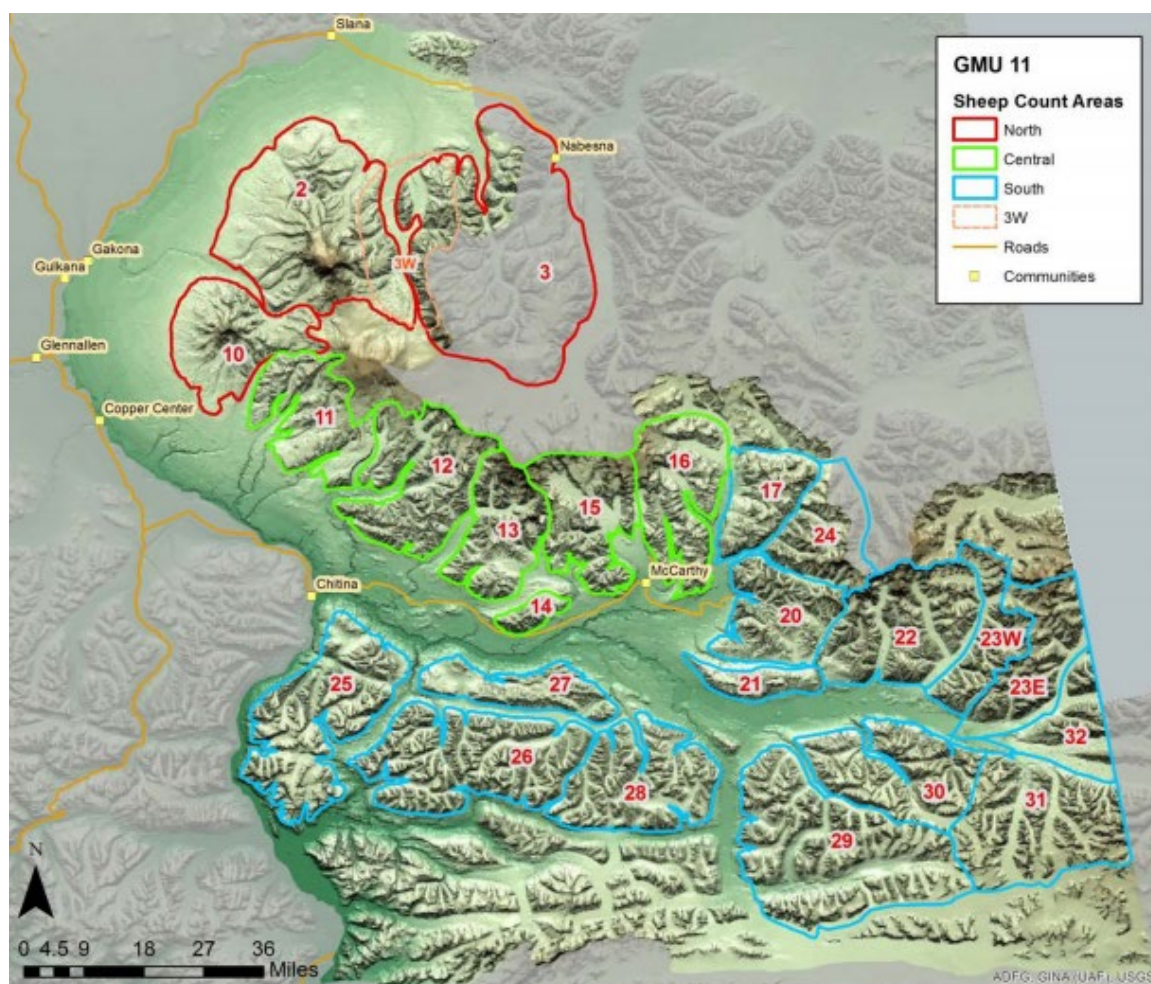 Slana
GMU 11
Sheep Count Areas
North
Central
South
3W
Roads
Communities
Nabesna
2
Gakona
Gulkana
3W
3
Glennallen
10
Copper Center
11
12
16
17
15
13
24
McCarthy
Chitina
14
20
22
23W
21
27
25
23E
32
26
28
30
31
29
N
0 4.5 9 18 27 36
Miles
ADFG, GINA (UAF), USGS